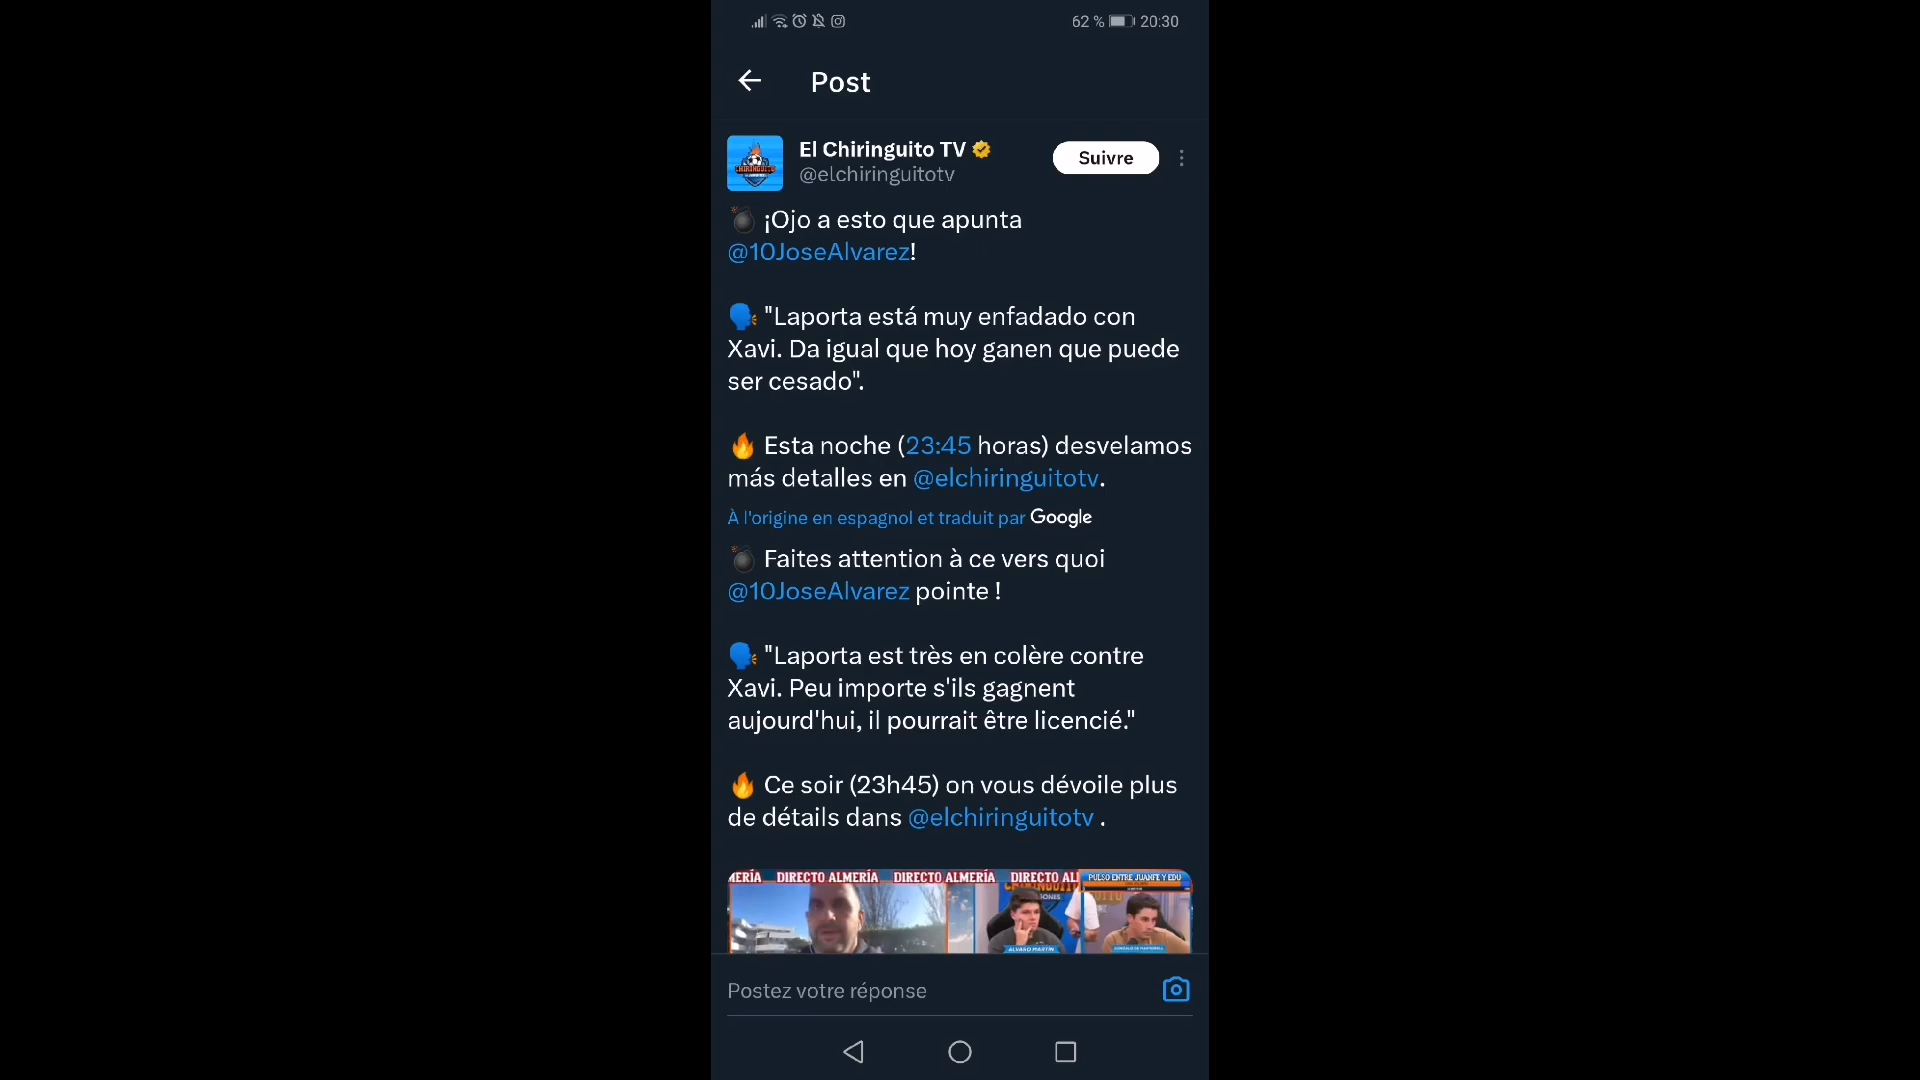 62 % 20:30
Post
El Chiringuito TV
Suivre
@elchiringuitotv
💣 ¡Ojo a esto que apunta
@10JoseAlvarez!
🗣️ "Laporta está muy enfadado con
Xavi. Da igual que hoy ganen que puede
ser cesado".
🔥 Esta noche (23:45 horas) desvelamos
más detalles en @elchiringuitotv.
À l'origine en espagnol et traduit par Google
💣 Faites attention à ce vers quoi
@10JoseAlvarez pointe !
🗣️ "Laporta est très en colère contre
Xavi. Peu importe s'ils gagnent
aujourd'hui, il pourrait être licencié."
🔥 Ce soir (23h45) on vous dévoile plus
de détails dans @elchiringuitotv .
MERÍA DIRECTO ALMERÍA DIRECTO ALMERÍA DIRECTO AL
PULSO ENTRE JUANFE Y EDU
ÁLVARO MARTÍN
Postez votre réponse